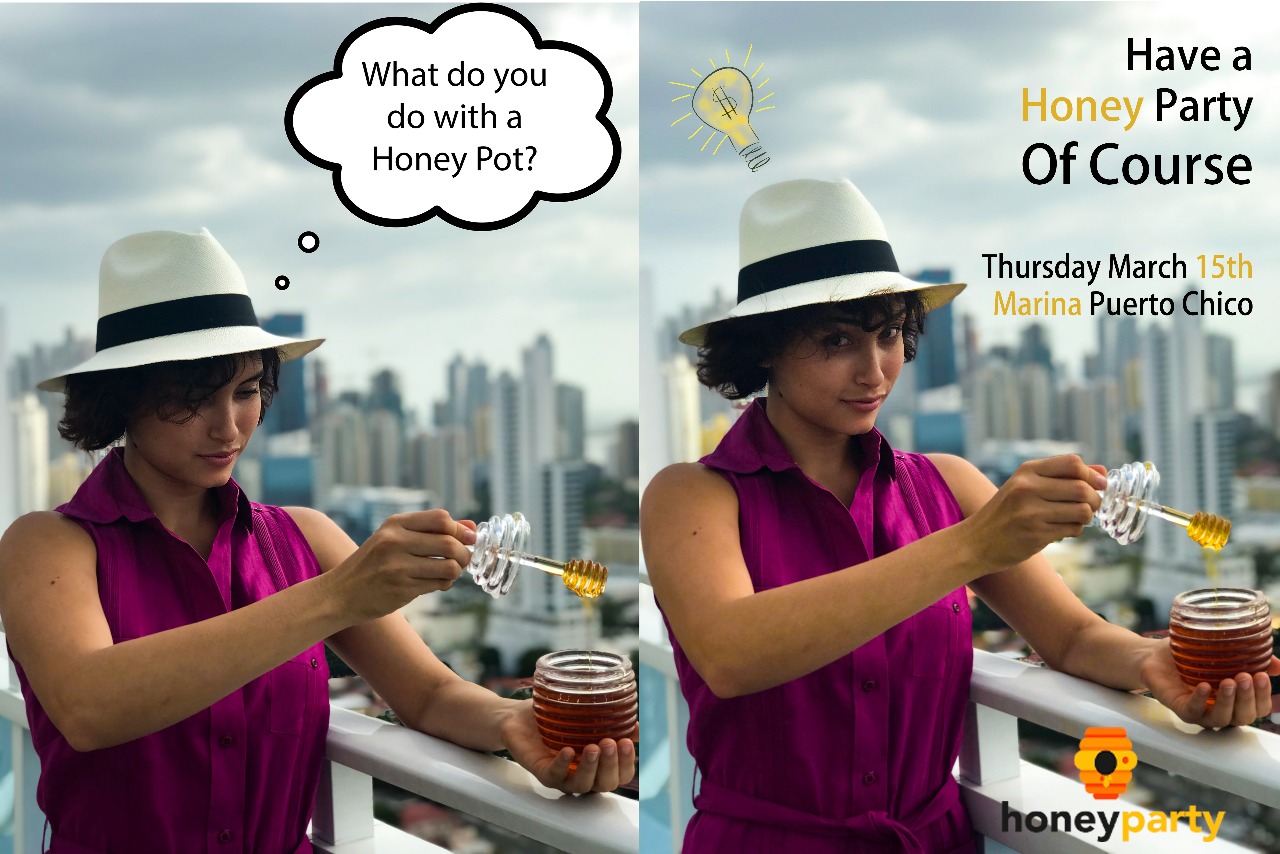 What do you
do with a
Honey Pot?
$
Have a
Honey Party
Of Course
Thursday March 15th
Marina Puerto Chico
honeyparty